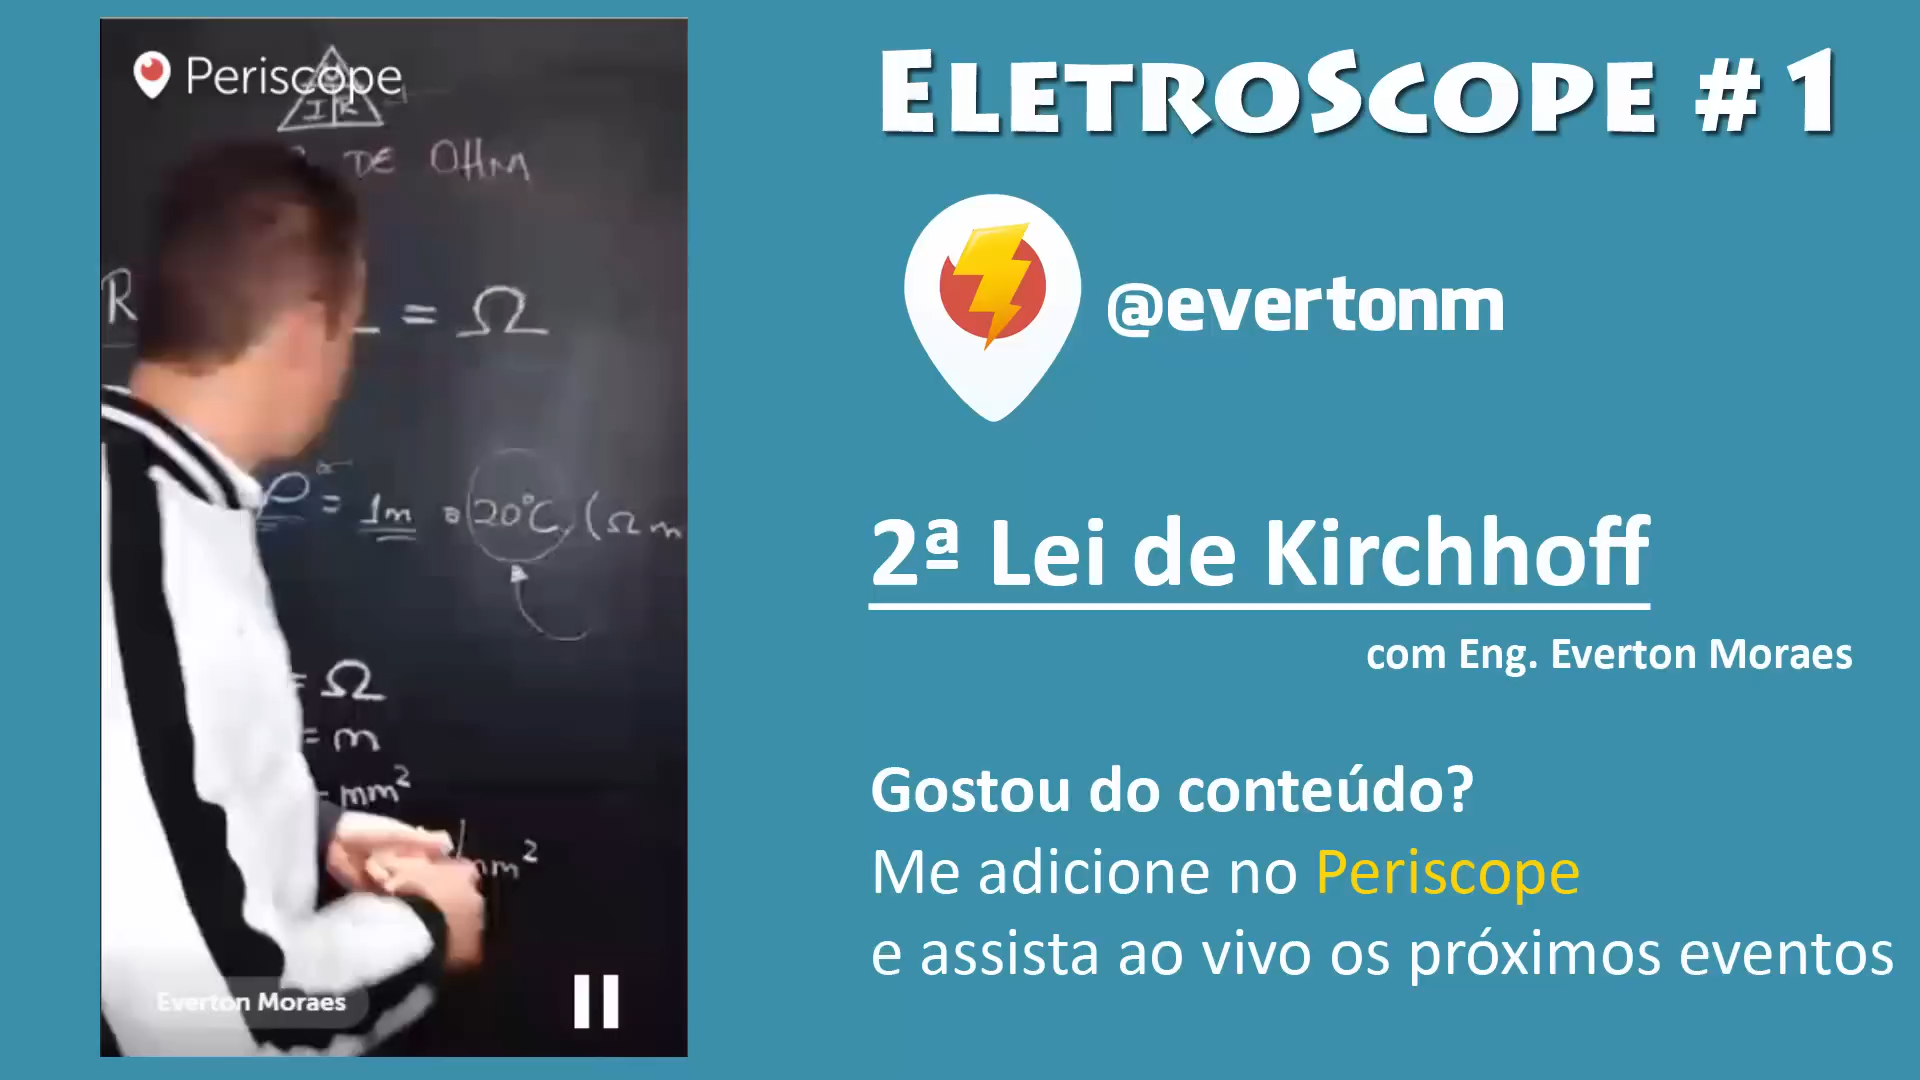 Periscope
I R
DE OHM
R
= Ω
ρ = 1m a 20°C (Ωm
= Ω
= m
= mm²
/mm²
Everton Moraes
ELETROSCOPE #1
@evertonm
2ª Lei de Kirchhoff
com Eng. Everton Moraes
Gostou do conteúdo?
Me adicione no Periscope
e assista ao vivo os próximos eventos